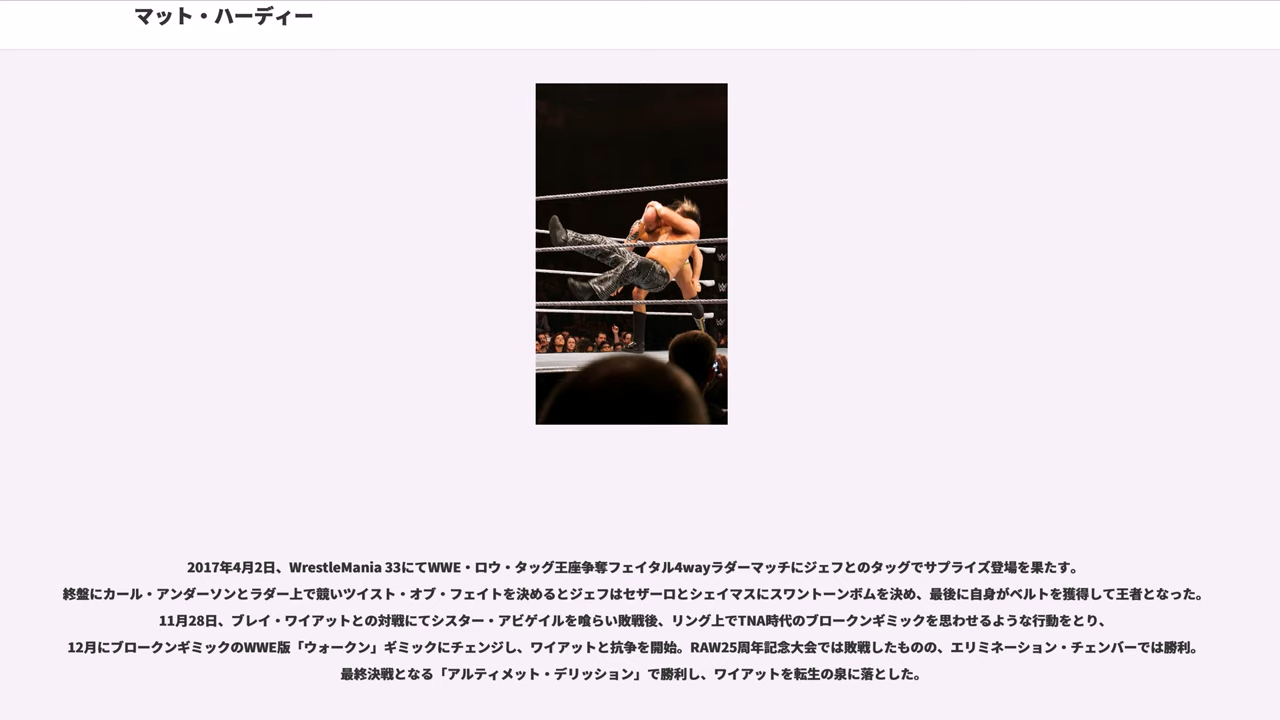 マット・ハーディー
2017年4月2日、WrestleMania 33にてWWE・ロウ・タッグ王座争奪フェイタル4wayラダーマッチにジェフとのタッグでサプライズ登場を果たす。
終盤にカール・アンダーソンとラダー上で競いツイスト・オブ・フェイトを決めるとジェフはセザーロとシェイマスにスワントーンボムを決め、最後に自身がベルトを獲得して王者となった。
11月28日、ブレイ・ワイアットとの対戦にてシスター・アビゲイルを喰らい敗戦後、リング上でTNA時代のブロークンギミックを思わせるような行動をとり、
12月にブロークンギミックのWWE版「ウォークン」ギミックにチェンジし、ワイアットと抗争を開始。RAW25周年記念大会では敗戦したものの、エリミネーション・チェンバーでは勝利。
最終決戦となる「アルティメット・デリッション」で勝利し、ワイアットを転生の泉に落とした。